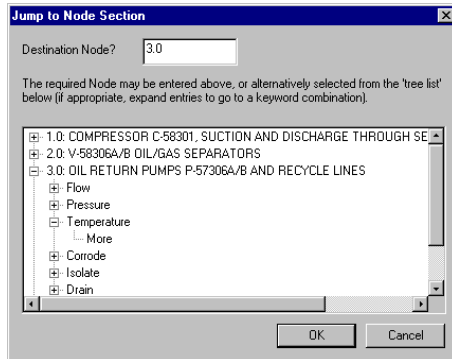 Jump to Node Section
Destination Node? 3.0
The required Node may be entered above, or alternatively selected from the 'tree list'
below (if appropriate, expand entries to go to a keyword combination).
1.0: COMPRESSOR C-58301, SUCTION AND DISCHARGE THROUGH SE
2.0: V-58306A/B OIL/GAS SEPARATORS
3.0: OIL RETURN PUMPS P-57306A/B AND RECYCLE LINES
Flow
Pressure
Temperature
More
Corrode
Isolate
Drain
OK Cancel